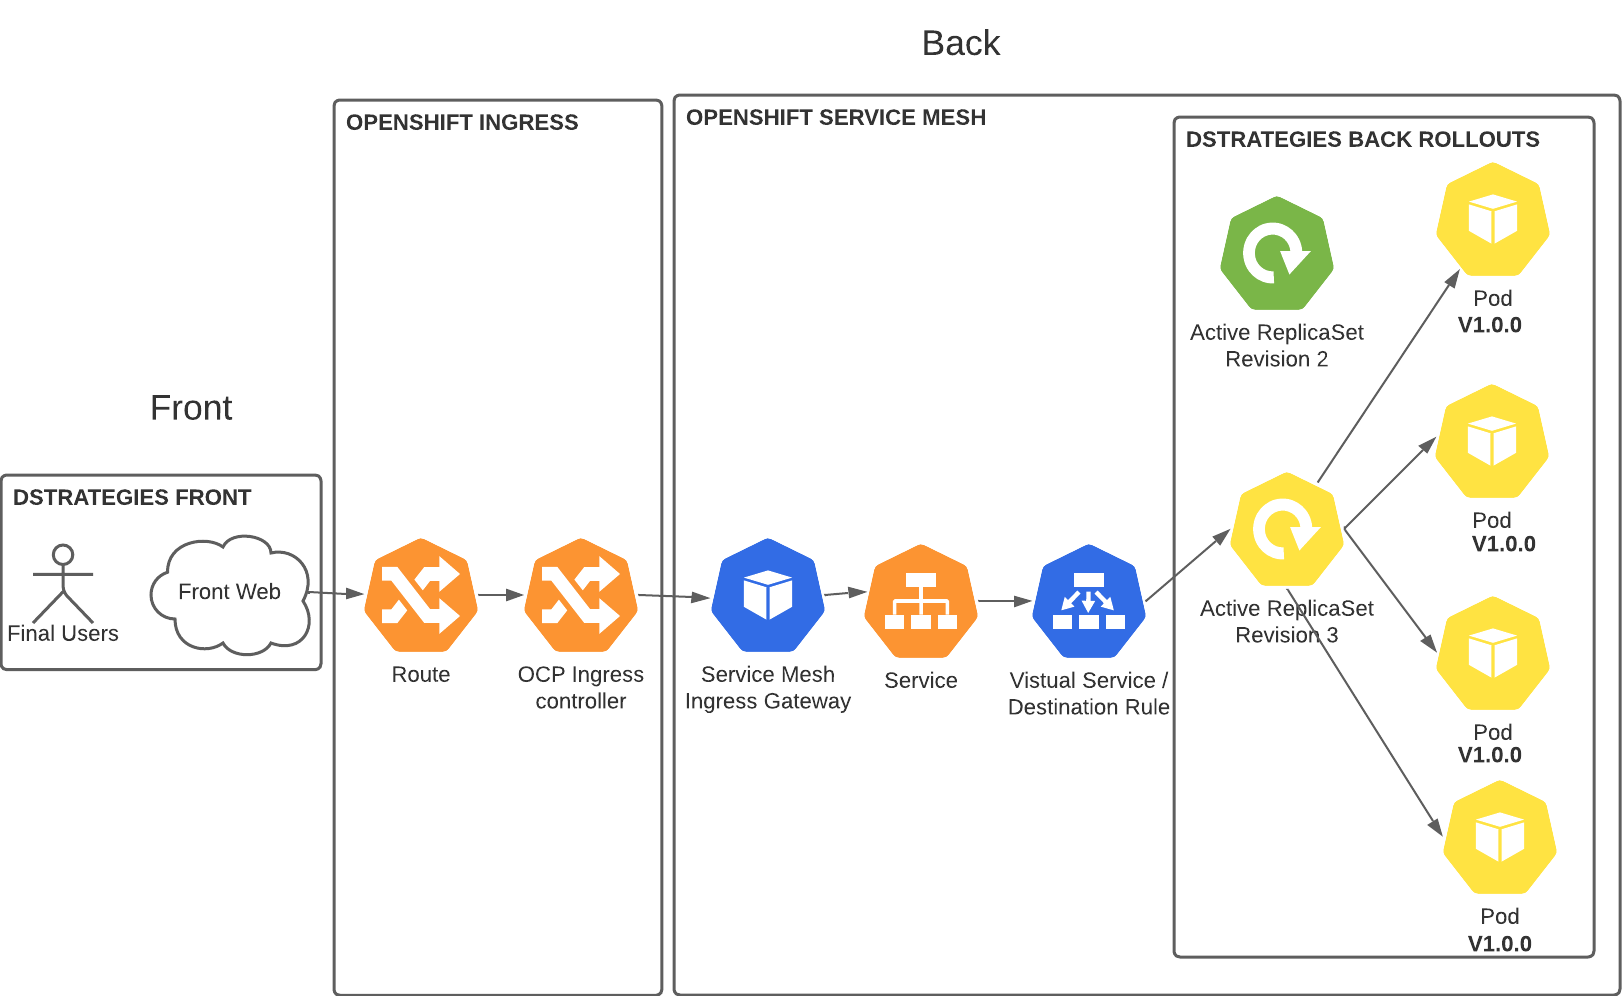 Back
Front
DSTRATEGIES FRONT
Final Users
Front Web
OPENSHIFT INGRESS
Route
OCP Ingress
controller
OPENSHIFT SERVICE MESH
Service Mesh
Ingress Gateway
Service
Vistual Service /
Destination Rule
DSTRATEGIES BACK ROLLOUTS
Active ReplicaSet
Revision 2
Active ReplicaSet
Revision 3
Pod
V1.0.0
Pod
V1.0.0
Pod
V1.0.0
Pod
V1.0.0